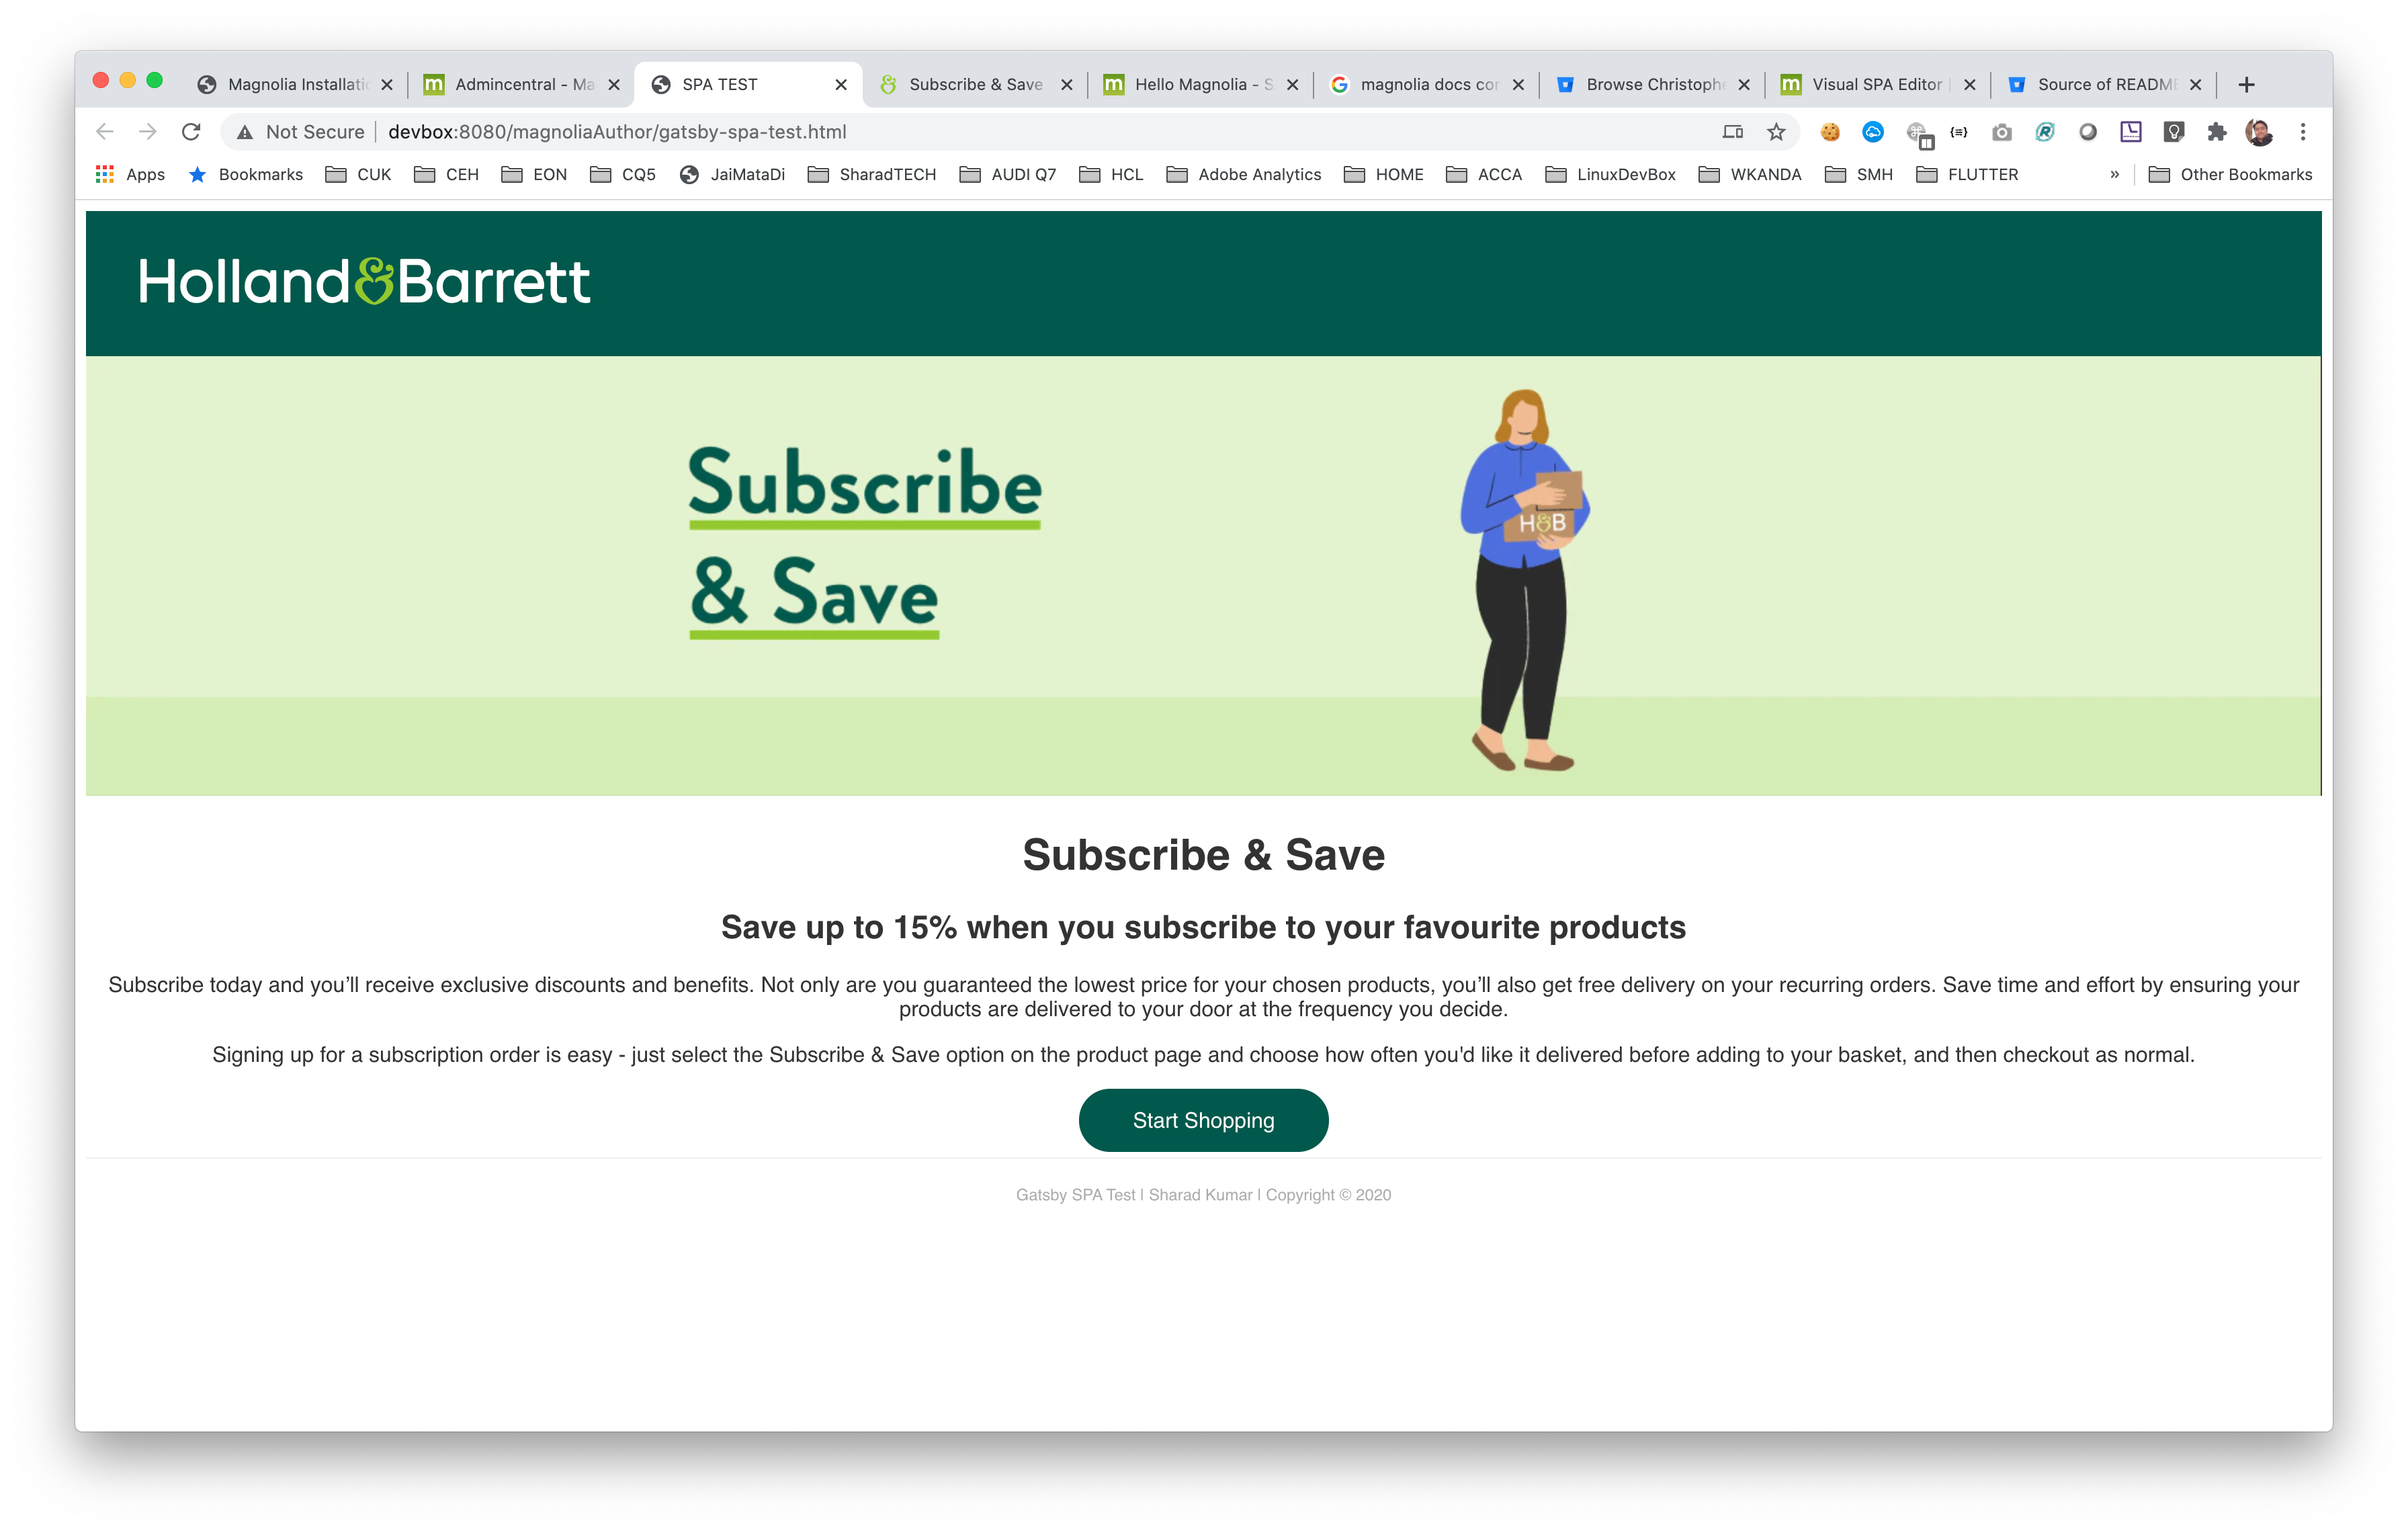 Magnolia Installatic
Admincentral - Ma
SPA TEST
Subscribe & Save
Hello Magnolia - S
magnolia docs cor
Browse Christophe
Visual SPA Editor
Source of READM
Not Secure
devbox:8080/magnoliaAuthor/gatsby-spa-test.html
Apps
Bookmarks
CUK
CEH
EON
CQ5
JaiMataDi
SharadTECH
AUDI Q7
HCL
Adobe Analytics
HOME
ACCA
LinuxDevBox
WKANDA
SMH
FLUTTER
»
Other Bookmarks
Holland&Barrett
Subscribe
& Save
H&B
Subscribe & Save
Save up to 15% when you subscribe to your favourite products
Subscribe today and you’ll receive exclusive discounts and benefits. Not only are you guaranteed the lowest price for your chosen products, you’ll also get free delivery on your recurring orders. Save time and effort by ensuring your
products are delivered to your door at the frequency you decide.
Signing up for a subscription order is easy - just select the Subscribe & Save option on the product page and choose how often you'd like it delivered before adding to your basket, and then checkout as normal.
Start Shopping
Gatsby SPA Test | Sharad Kumar | Copyright © 2020